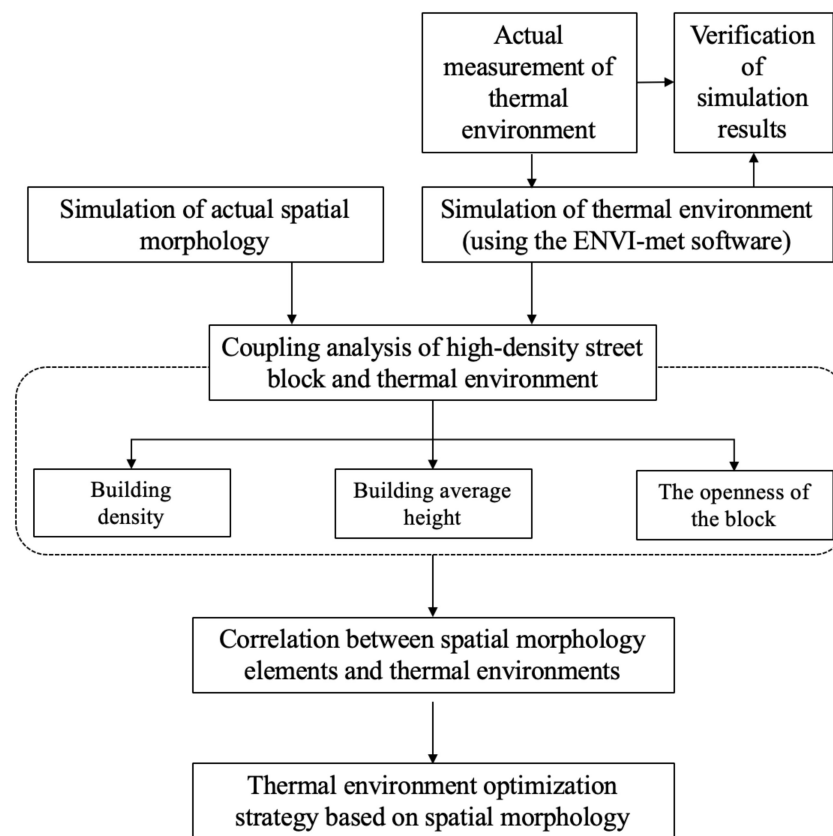 Actual
measurement of
thermal
environment
Verification
of
simulation
results
Simulation of actual spatial
morphology
Simulation of thermal environment
(using the ENVI-met software)
Coupling analysis of high-density street
block and thermal environment
Building
density
Building average
height
The openness of
the block
Correlation between spatial morphology
elements and thermal environments
Thermal environment optimization
strategy based on spatial morphology